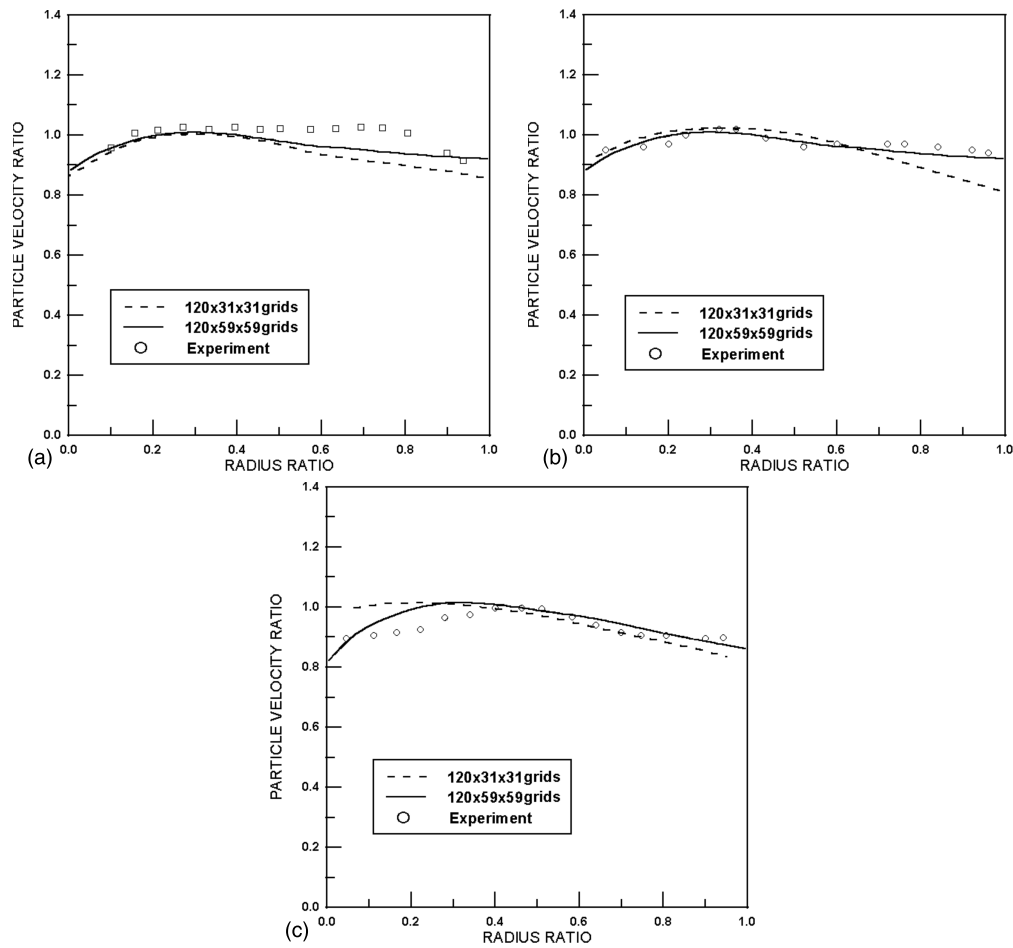 1.4
1.2
1.0
0.8
0.6
0.4
0.2
0.0
PARTICLE VELOCITY RATIO
120x31x31grids
120x59x59grids
Experiment
0.0 0.2 0.4 0.6 0.8 1.0
RADIUS RATIO
(a)
1.4
1.2
1.0
0.8
0.6
0.4
0.2
0.0
PARTICLE VELOCITY RATIO
120x31x31grids
120x59x59grids
Experiment
0.0 0.2 0.4 0.6 0.8 1.0
RADIUS RATIO
(b)
1.4
1.2
1.0
0.8
0.6
0.4
0.2
0.0
PARTICLE VELOCITY RATIO
120x31x31grids
120x59x59grids
Experiment
0.0 0.2 0.4 0.6 0.8 1.0
RADIUS RATIO
(c)